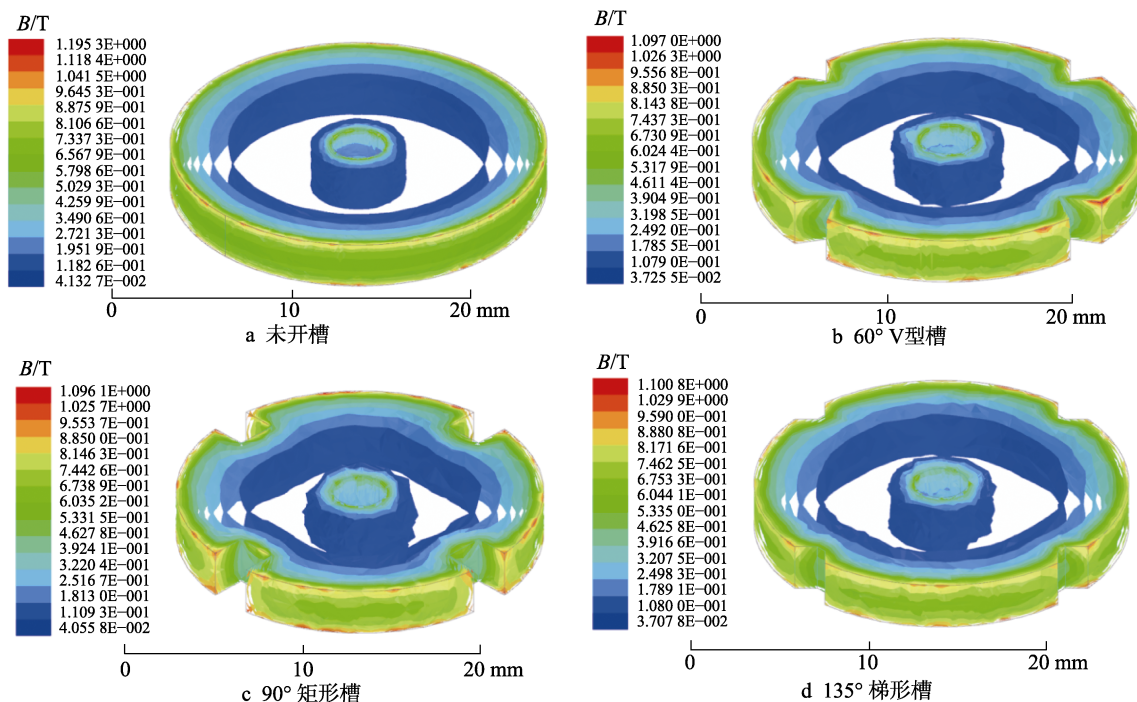 B/T
1.195 3E+000
1.118 4E+000
1.041 5E+000
9.645 3E−001
8.875 9E−001
8.106 6E−001
7.337 3E−001
6.567 9E−001
5.798 6E−001
5.029 3E−001
4.259 9E−001
3.490 6E−001
2.721 3E−001
1.951 9E−001
1.182 6E−001
4.132 7E−002
0 10 20 mm
a 未开槽
B/T
1.097 0E+000
1.026 3E+000
9.556 8E−001
8.850 3E−001
8.143 8E−001
7.437 3E−001
6.730 9E−001
6.024 4E−001
5.317 9E−001
4.611 4E−001
3.904 9E−001
3.198 5E−001
2.492 0E−001
1.785 5E−001
1.079 0E−001
3.725 5E−002
0 10 20 mm
b 60° V型槽
B/T
1.096 1E+000
1.025 7E+000
9.553 7E−001
8.850 0E−001
8.146 3E−001
7.442 6E−001
6.738 9E−001
6.035 2E−001
5.331 5E−001
4.627 8E−001
3.924 1E−001
3.220 4E−001
2.516 7E−001
1.813 0E−001
1.109 3E−001
4.055 8E−002
0 10 20 mm
c 90° 矩形槽
B/T
1.100 8E+000
1.029 9E+000
9.590 0E−001
8.880 8E−001
8.171 6E−001
7.462 5E−001
6.753 3E−001
6.044 1E−001
5.335 0E−001
4.625 8E−001
3.916 6E−001
3.207 5E−001
2.498 3E−001
1.789 1E−001
1.080 0E−001
3.707 8E−002
0 10 20 mm
d 135° 梯形槽